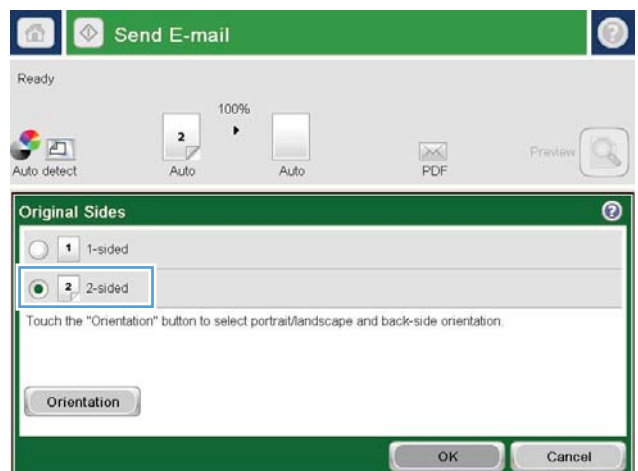 Send E-mail
Ready
100%
2
Auto detect
Auto
Auto
PDF
Preview
Original Sides
1 1-sided
2 2-sided
Touch the "Orientation" button to select portrait/landscape and back-side orientation.
Orientation
OK Cancel